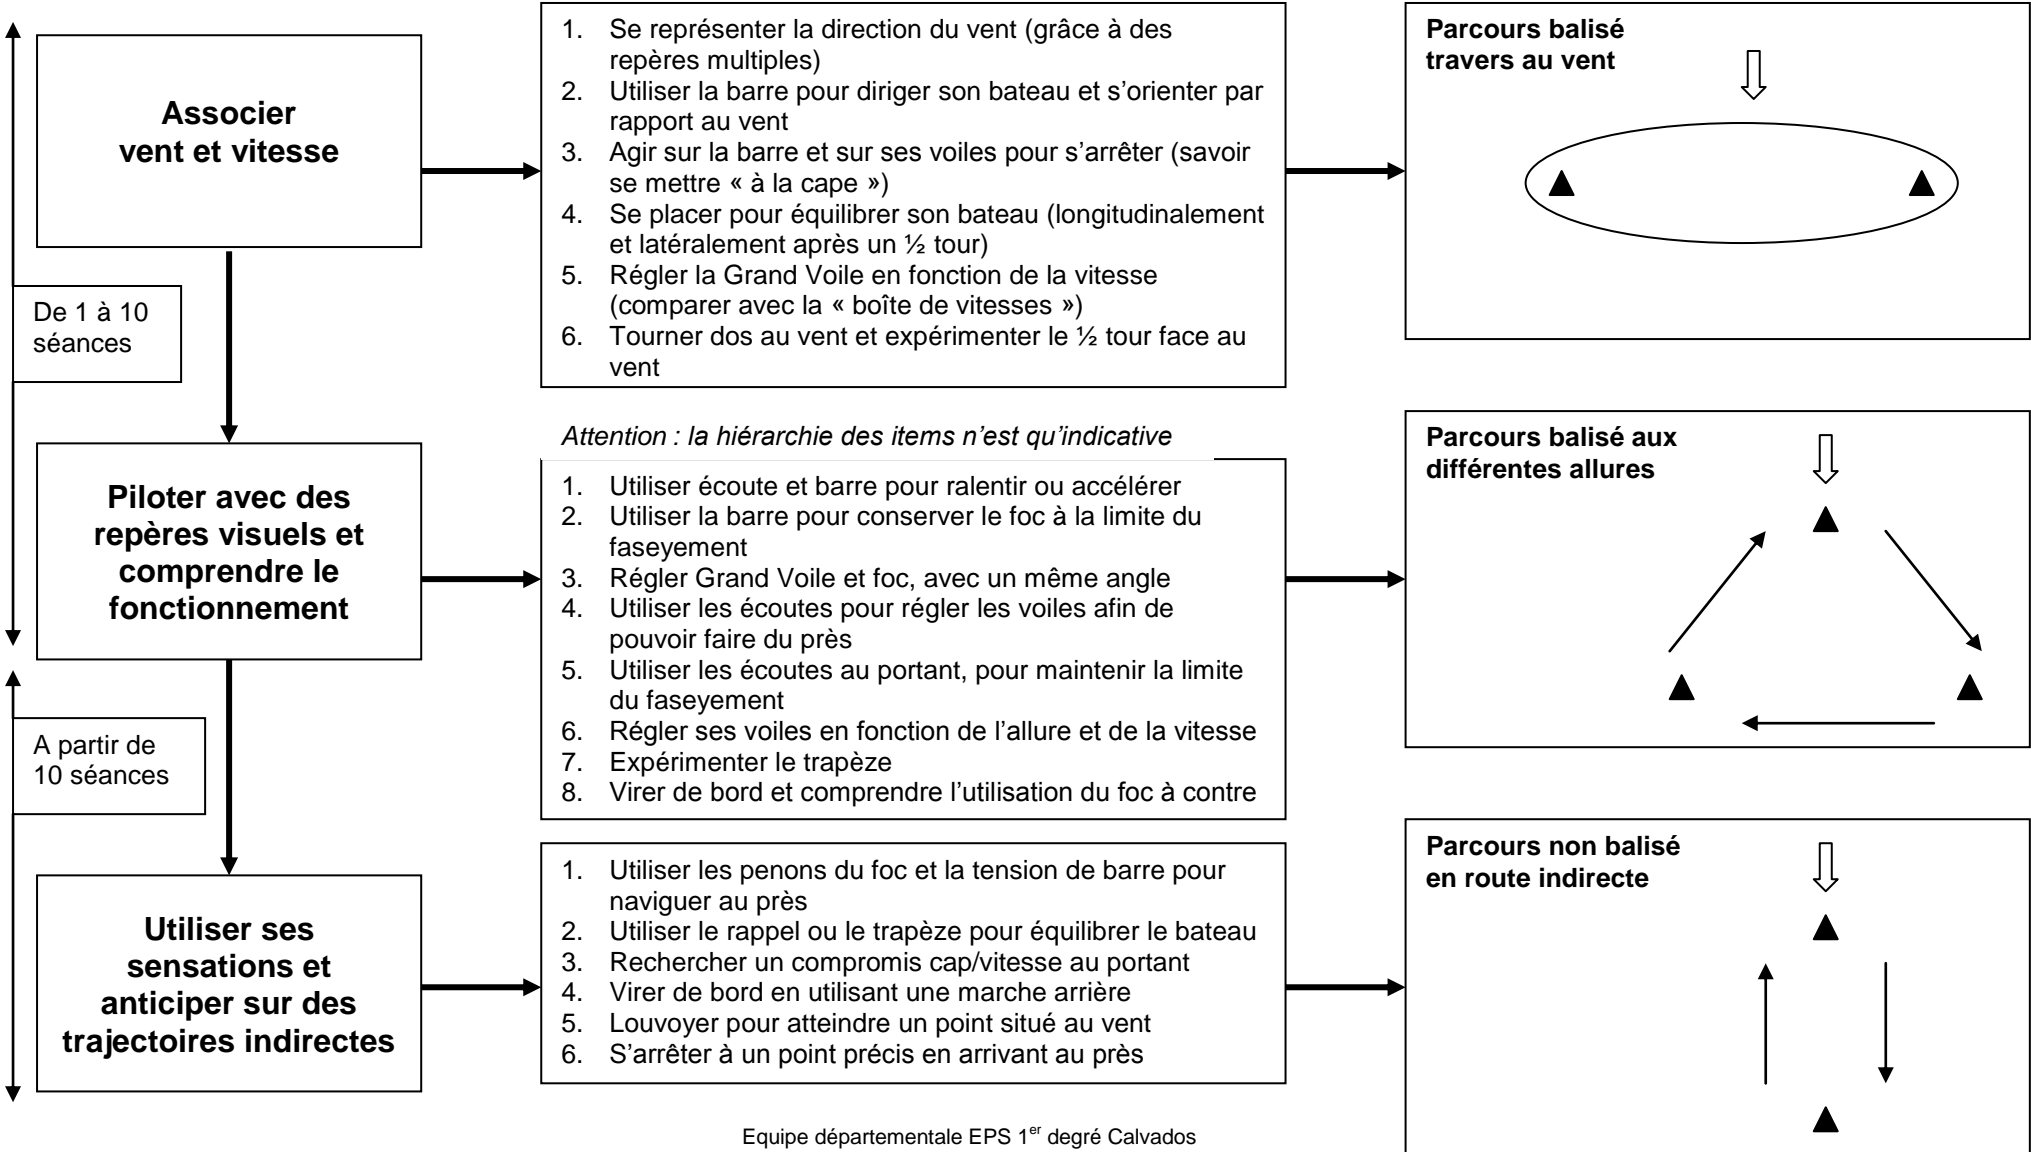 Associer
vent et vitesse
1. Se représenter la direction du vent (grâce à des
repères multiples)
2. Utiliser la barre pour diriger son bateau et s’orienter par
rapport au vent
3. Agir sur la barre et sur ses voiles pour s’arrêter (savoir
se mettre « à la cape »)
4. Se placer pour équilibrer son bateau (longitudinalement
et latéralement après un ½ tour)
5. Régler la Grand Voile en fonction de la vitesse
(comparer avec la « boîte de vitesses »)
6. Tourner dos au vent et expérimenter le ½ tour face au
vent
Parcours balisé
travers au vent
De 1 à 10
séances
Attention : la hiérarchie des items n’est qu’indicative
Piloter avec des
repères visuels et
comprendre le
fonctionnement
1. Utiliser écoute et barre pour ralentir ou accélérer
2. Utiliser la barre pour conserver le foc à la limite du
faseyement
3. Régler Grand Voile et foc, avec un même angle
4. Utiliser les écoutes pour régler les voiles afin de
pouvoir faire du près
5. Utiliser les écoutes au portant, pour maintenir la limite
du faseyement
6. Régler ses voiles en fonction de l’allure et de la vitesse
7. Expérimenter le trapèze
8. Virer de bord et comprendre l’utilisation du foc à contre
Parcours balisé aux
différentes allures
A partir de
10 séances
Utiliser ses
sensations et
anticiper sur des
trajectoires indirectes
1. Utiliser les penons du foc et la tension de barre pour
naviguer au près
2. Utiliser le rappel ou le trapèze pour équilibrer le bateau
3. Rechercher un compromis cap/vitesse au portant
4. Virer de bord en utilisant une marche arrière
5. Louvoyer pour atteindre un point situé au vent
6. S’arrêter à un point précis en arrivant au près
Parcours non balisé
en route indirecte
Equipe départementale EPS 1er degré Calvados